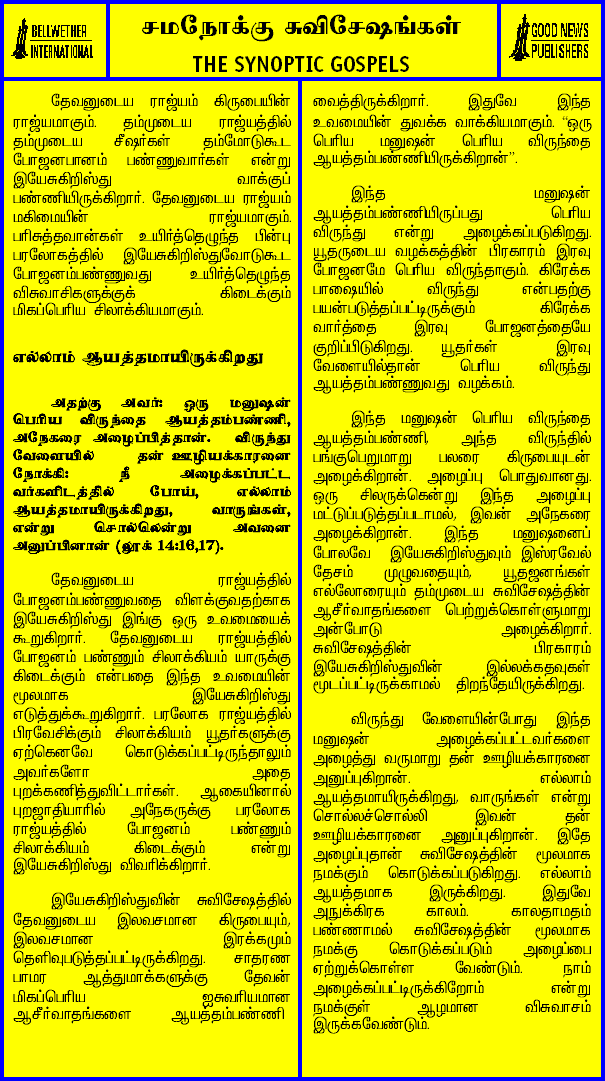 BELLWETHER
INTERNATIONAL
சமநோக்கு சுவிசேஷங்கள்
THE SYNOPTIC GOSPELS
GOOD NEWS
PUBLISHERS
தேவனுடைய ராஜ்யம் கிருபையின்
ராஜ்யமாகும். தம்முடைய ராஜ்யத்தில்
தம்முடைய சீஷர்கள் தம்மோடுகூட
போஜனபானம் பண்ணுவார்கள் என்று
இயேசுகிறிஸ்து வாக்குப்
பண்ணியிருக்கிறார். தேவனுடைய ராஜ்யம்
மகிமையின் ராஜ்யமாகும்.
பரிசுத்தவான்கள் உயிர்த்தெழுந்த பின்பு
பரலோகத்தில் இயேசுகிறிஸ்துவோடுகூட
போஜனம்பண்ணுவது உயிர்த்தெழுந்த
விசுவாசிகளுக்குக் கிடைக்கும்
மிகப்பெரிய சிலாக்கியமாகும்.
எல்லாம் ஆயத்தமாயிருக்கிறது
அதற்கு அவர்: ஒரு மனுஷன்
பெரிய விருந்தை ஆயத்தம்பண்ணி,
அநேகரை அழைப்பித்தான். விருந்து
வேளையில் தன் ஊழியக்காரனை
நோக்கி: நீ அழைக்கப்பட்ட
வர்களிடத்தில் போய், எல்லாம்
ஆயத்தமாயிருக்கிறது, வாருங்கள்,
என்று சொல்லென்று அவனை
அனுப்பினான் (லூக் 14:16,17).
தேவனுடைய ராஜ்யத்தில்
போஜனம்பண்ணுவதை விளக்குவதற்காக
இயேசுகிறிஸ்து இங்கு ஒரு உவமையைக்
கூறுகிறார். தேவனுடைய ராஜ்யத்தில்
போஜனம் பண்ணும் சிலாக்கியம் யாருக்கு
கிடைக்கும் என்பதை இந்த உவமையின்
மூலமாக இயேசுகிறிஸ்து
எடுத்துக்கூறுகிறார். பரலோக ராஜ்யத்தில்
பிரவேசிக்கும் சிலாக்கியம் யூதர்களுக்கு
ஏற்கெனவே கொடுக்கப்பட்டிருந்தாலும்
அவர்களோ அதை
புறக்கணித்துவிட்டார்கள். ஆகையினால்
புறஜாதியாரில் அநேகருக்கு பரலோக
ராஜ்யத்தில் போஜனம் பண்ணும்
சிலாக்கியம் கிடைக்கும் என்று
இயேசுகிறிஸ்து விவரிக்கிறார்.
இயேசுகிறிஸ்துவின் சுவிசேஷத்தில்
தேவனுடைய இலவசமான கிருபையும்,
இலவசமான இரக்கமும்
தெளிவுபடுத்தப்பட்டிருக்கிறது. சாதரண
பாமர ஆத்துமாக்களுக்கு தேவன்
மிகப்பெரிய ஐசுவரியமான
ஆசீர்வாதங்களை ஆயத்தம்பண்ணி
வைத்திருக்கிறார். இதுவே இந்த
உவமையின் துவக்க வாக்கியமாகும். “ஒரு
பெரிய மனுஷன் பெரிய விருந்தை
ஆயத்தம்பண்ணியிருக்கிறான்”.
இந்த மனுஷன்
ஆயத்தம்பண்ணியிருப்பது பெரிய
விருந்து என்று அழைக்கப்படுகிறது.
யூதருடைய வழக்கத்தின் பிரகாரம் இரவு
போஜனமே பெரிய விருந்தாகும். கிரேக்க
பாஷையில் விருந்து என்பதற்கு
பயன்படுத்தப்பட்டிருக்கும் கிரேக்க
வார்த்தை இரவு போஜனத்தையே
குறிப்பிடுகிறது. யூதர்கள் இரவு
வேளையில்தான் பெரிய விருந்து
ஆயத்தம்பண்ணுவது வழக்கம்.
இந்த மனுஷன் பெரிய விருந்தை
ஆயத்தம்பண்ணி, அந்த விருந்தில்
பங்குபெறுமாறு பலரை கிருபையுடன்
அழைக்கிறான். அழைப்பு பொதுவானது.
ஒரு சிலருக்கென்று இந்த அழைப்பு
மட்டுப்படுத்தப்படாமல், இவன் அநேகரை
அழைக்கிறான். இந்த மனுஷனைப்
போலவே இயேசுகிறிஸ்துவும் இஸ்ரவேல்
தேசம் முழுவதையும், யூதஜனங்கள்
எல்லோரையும் தம்முடைய சுவிசேஷத்தின்
ஆசீர்வாதங்களை பெற்றுக்கொள்ளுமாறு
அன்போடு அழைக்கிறார்.
சுவிசேஷத்தின் பிரகாரம்
இயேசுகிறிஸ்துவின் இல்லக்கதவுகள்
மூடப்பட்டிருக்காமல் திறந்தேயிருக்கிறது.
விருந்து வேளையின்போது இந்த
மனுஷன் அழைக்கப்பட்டவர்களை
அழைத்து வருமாறு தன் ஊழியக்காரனை
அனுப்புகிறான். எல்லாம்
ஆயத்தமாயிருக்கிறது, வாருங்கள் என்று
சொல்லச்சொல்லி இவன் தன்
ஊழியக்காரனை அனுப்புகிறான். இதே
அழைப்புதான் சுவிசேஷத்தின் மூலமாக
நமக்கும் கொடுக்கப்படுகிறது. எல்லாம்
ஆயத்தமாக இருக்கிறது. இதுவே
அநுக்கிரக காலம். காலதாமதம்
பண்ணாமல் சுவிசேஷத்தின் மூலமாக
நமக்கு கொடுக்கப்படும் அழைப்பை
ஏற்றுக்கொள்ள வேண்டும். நாம்
அழைக்கப்பட்டிருக்கிறோம் என்று
நமக்குள் ஆழமான விசுவாசம்
இருக்கவேண்டும்.